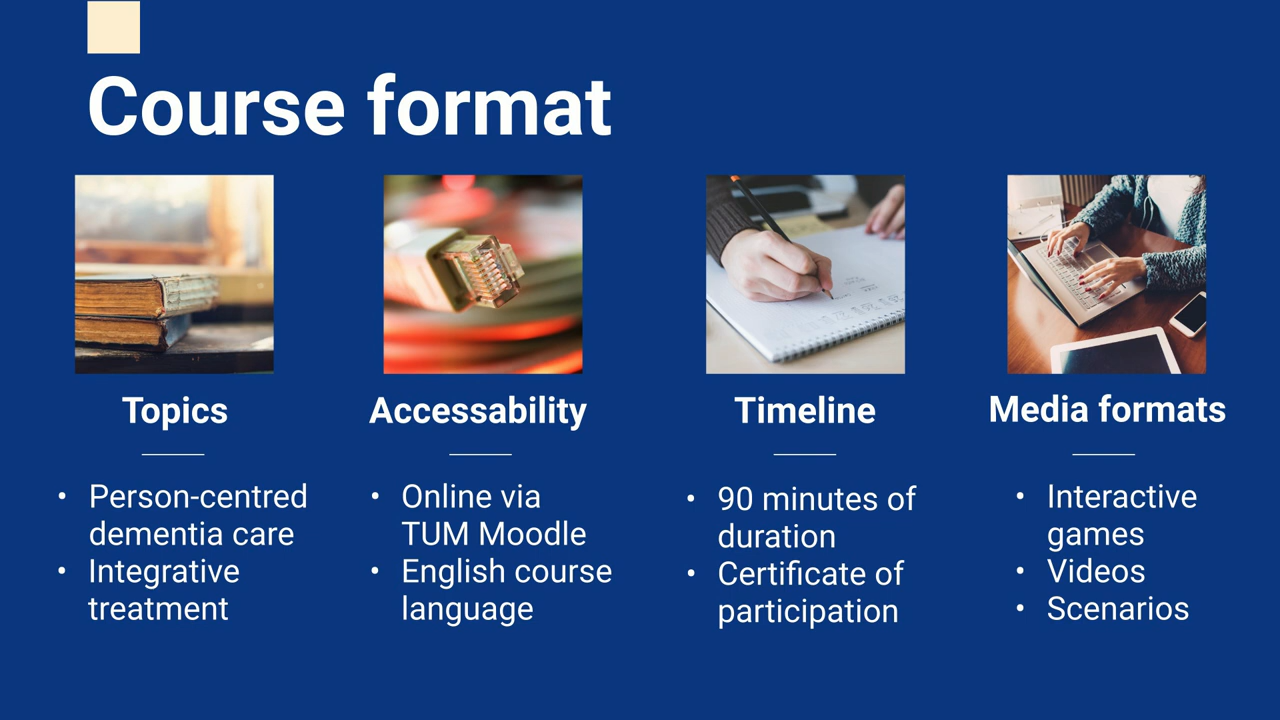 Course format
Topics
• Person-centred
dementia care
• Integrative
treatment
Accessability
• Online via
TUM Moodle
• English course
language
Timeline
• 90 minutes of
duration
• Certificate of
participation
Media formats
• Interactive
games
• Videos
• Scenarios